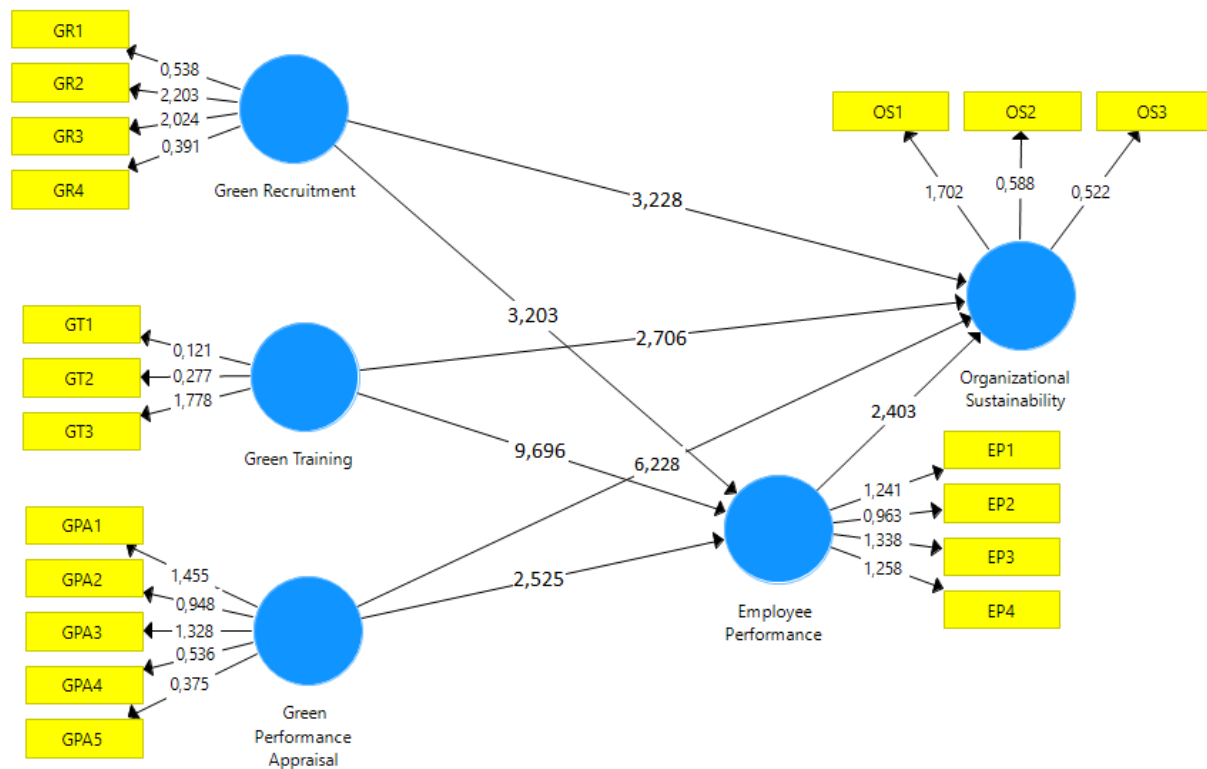 GR1
GR2
GR3
GR4
0,538
2,203
2,024
0,391
Green Recruitment
OS1
OS2
OS3
1,702
0,588
0,522
3,228
3,203
GT1
GT2
GT3
0,121
0,277
1,778
Green Training
2,706
9,696
Organizational
Sustainability
2,403
6,228
GPA1
GPA2
GPA3
GPA4
GPA5
1,455
0,948
1,328
0,536
0,375
Green
Performance
Appraisal
2,525
Employee
Performance
1,241
0,963
1,338
1,258
EP1
EP2
EP3
EP4